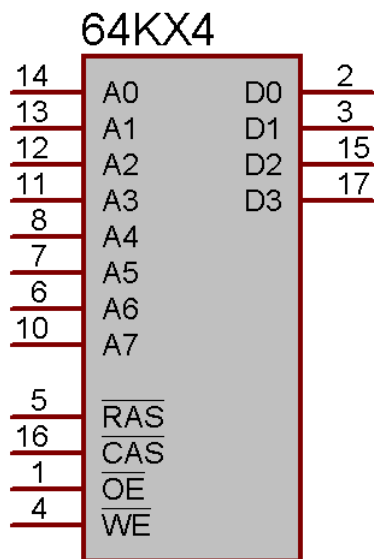 64KX4
14 A0 D0 2
13 A1 D1 3
12 A2 D2 15
11 A3 D3 17
8 A4
7 A5
6 A6
10 A7
5 RAS
16 CAS
1 OE
4 WE